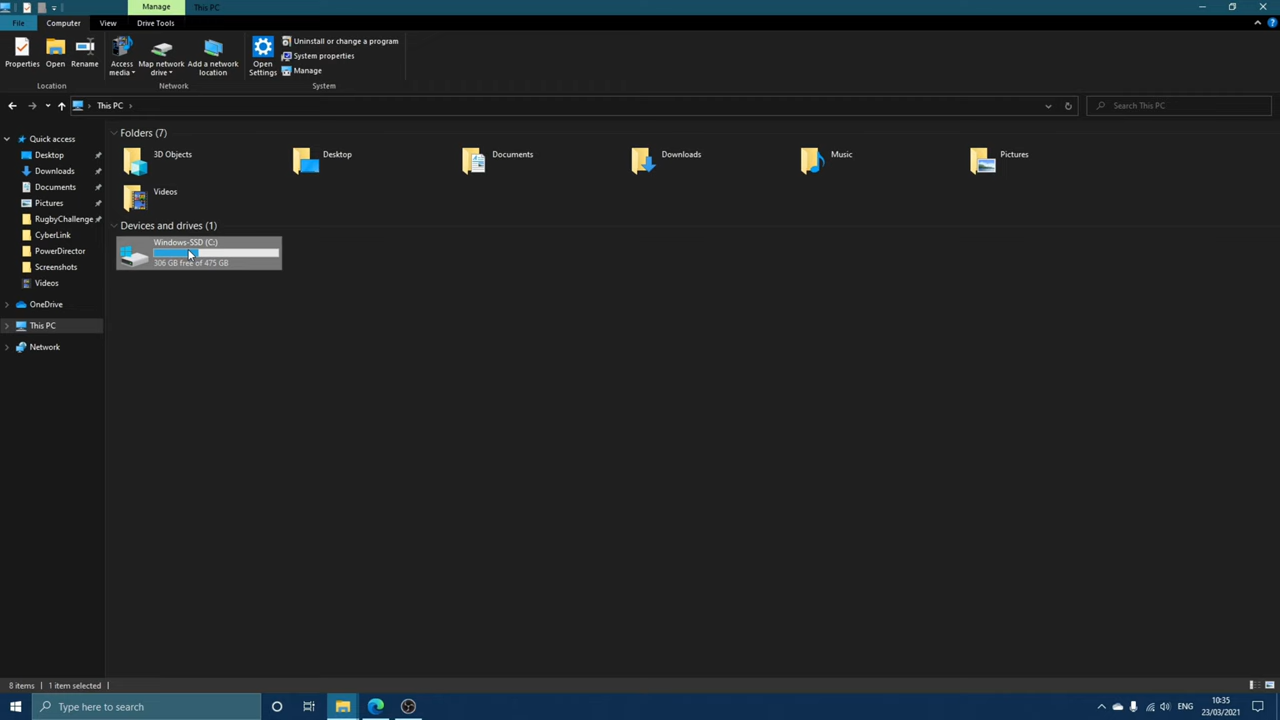 Manage
This PC
File
Computer
View
Drive Tools
Properties
Open
Rename
Access media
Map network drive
Add a network location
Open Settings
Uninstall or change a program
System properties
Manage
Location
Network
System
This PC
Search This PC
Quick access
Desktop
Downloads
Documents
Pictures
RugbyChallenge
CyberLink
PowerDirector
Screenshots
Videos
OneDrive
This PC
Network
Folders (7)
3D Objects
Desktop
Documents
Downloads
Music
Pictures
Videos
Devices and drives (1)
Windows-SSD (C:)
306 GB free of 475 GB
8 items
1 item selected
Type here to search
ENG
10:35
23/03/2021